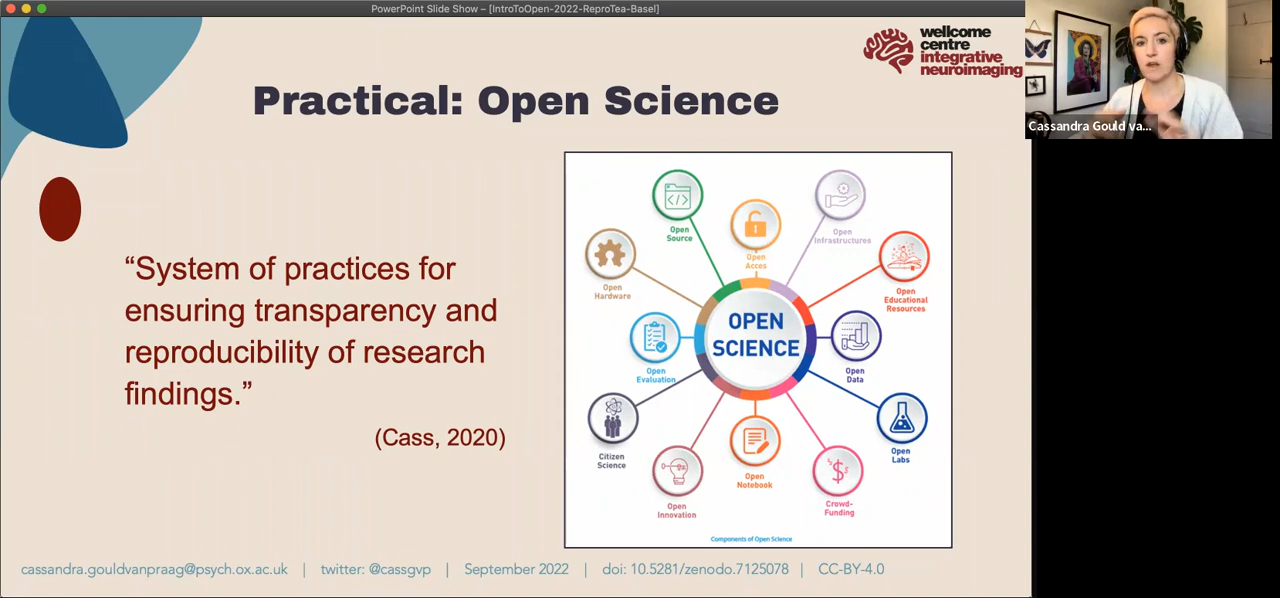 PowerPoint Slide Show – [IntroToOpen-2022-ReproTea-Basel]
wellcome
centre
integrative
neuroimaging
Practical: Open Science
Cassandra Gould va...
“System of practices for
ensuring transparency and
reproducibility of research
findings.”
(Cass, 2020)
Open
Source
Open
Acces
Open
Infrastructures
Open
Hardware
Open
Educational
Resources
OPEN
SCIENCE
Open
Evaluation
Open
Data
Citizen
Science
Open
Labs
Open
Innovation
Open
Notebook
Crowd-
Funding
Components of Open Science
cassandra.gouldvanpraag@psych.ox.ac.uk | twitter: @cassgvp | September 2022 | doi: 10.5281/zenodo.7125078 | CC-BY-4.0